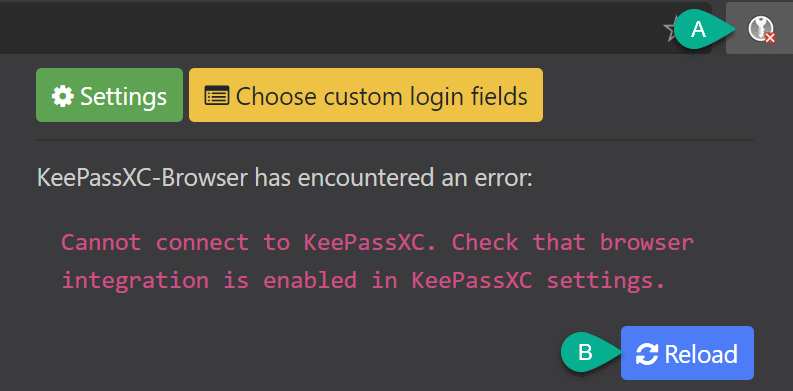 A
Settings
Choose custom login fields
KeePassXC-Browser has encountered an error:
Cannot connect to KeePassXC. Check that browser
integration is enabled in KeePassXC settings.
B
Reload